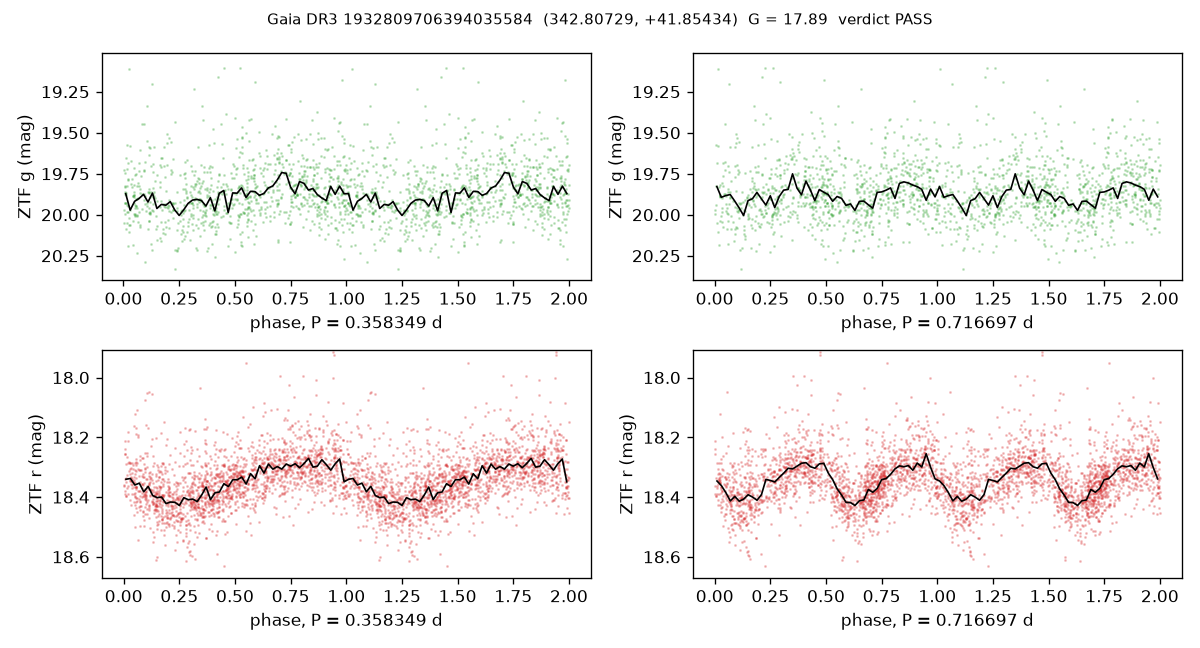 Gaia DR3 1932809706394035584 (342.80729, +41.85434) G = 17.89 verdict PASS
ZTF g (mag)
19.25
19.50
19.75
20.00
20.25
0.00 0.25 0.50 0.75 1.00 1.25 1.50 1.75 2.00
phase, P = 0.358349 d
ZTF g (mag)
19.25
19.50
19.75
20.00
20.25
0.00 0.25 0.50 0.75 1.00 1.25 1.50 1.75 2.00
phase, P = 0.716697 d
ZTF r (mag)
18.0
18.2
18.4
18.6
0.00 0.25 0.50 0.75 1.00 1.25 1.50 1.75 2.00
phase, P = 0.358349 d
ZTF r (mag)
18.0
18.2
18.4
18.6
0.00 0.25 0.50 0.75 1.00 1.25 1.50 1.75 2.00
phase, P = 0.716697 d